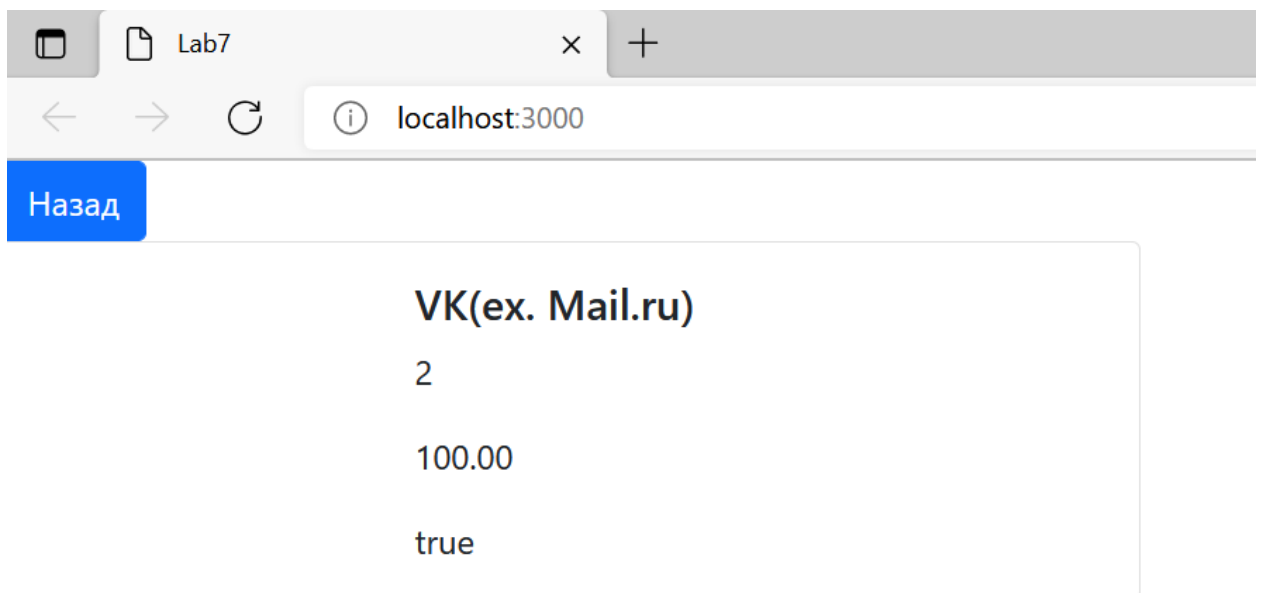 Lab7
localhost:3000
Назад
VK(ex. Mail.ru)
2
100.00
true